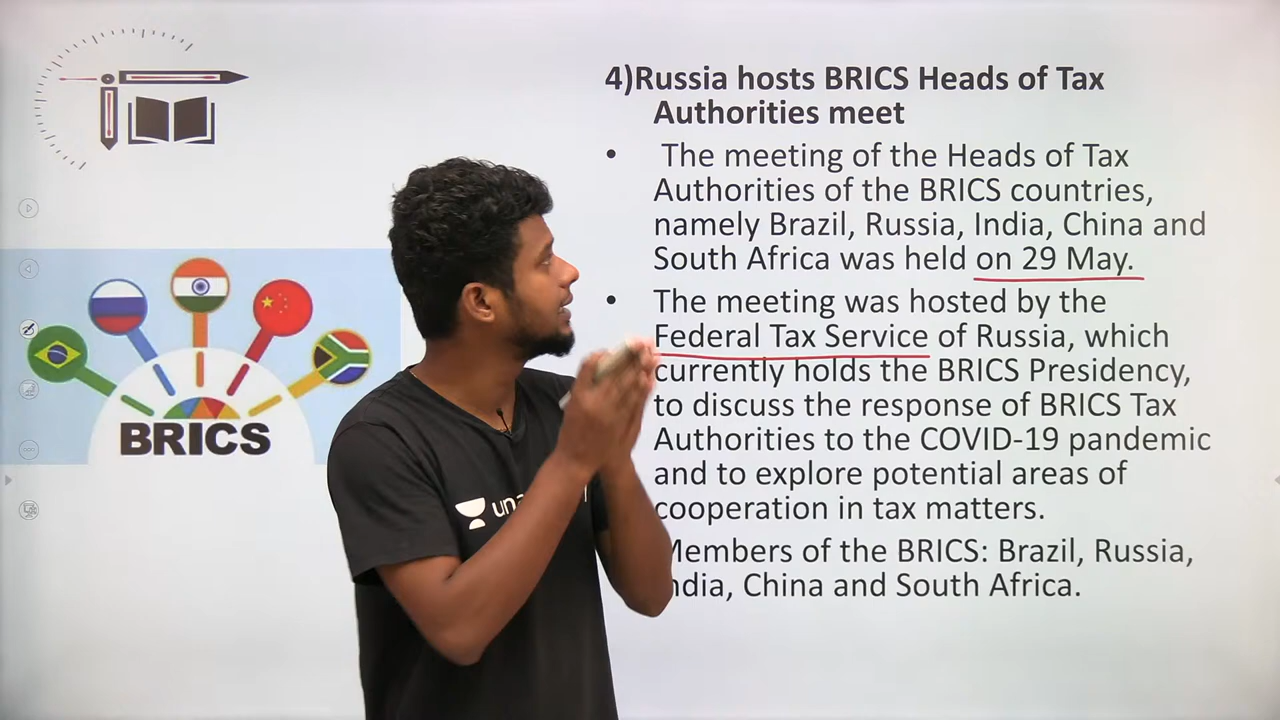 4)Russia hosts BRICS Heads of Tax
Authorities meet
• The meeting of the Heads of Tax
Authorities of the BRICS countries,
namely Brazil, Russia, India, China and
South Africa was held on 29 May.
• The meeting was hosted by the
Federal Tax Service of Russia, which
currently holds the BRICS Presidency,
to discuss the response of BRICS Tax
Authorities to the COVID-19 pandemic
and to explore potential areas of
cooperation in tax matters.
Members of the BRICS: Brazil, Russia,
India, China and South Africa.
BRICS